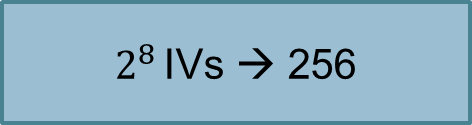 2⁸ IVs → 256